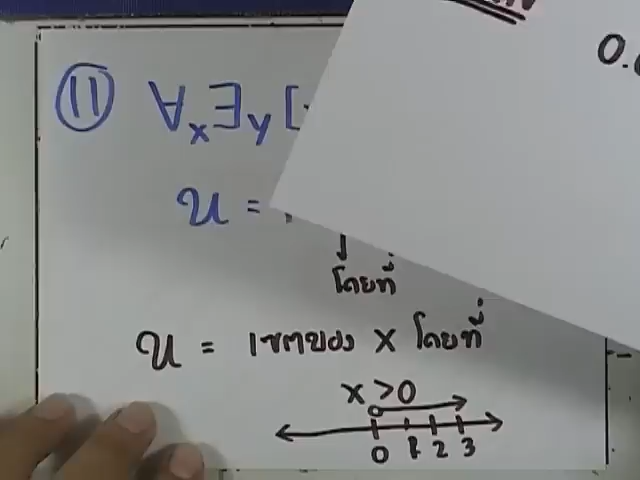 0.
⑪ ∀x∃y[
𝒰 =
โดยที่
𝒰 = เซตของ x โดยที่
x>0
0 1 2 3